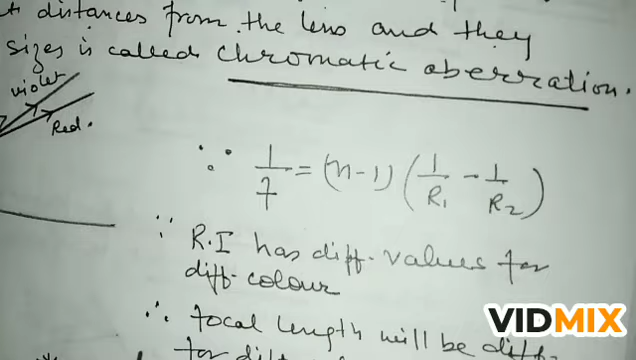 distances from the lens and they
sizes is called chromatic aberration.
violet
Red.
∵ 1/f = (n-1) (1/R₁ - 1/R₂)
∵ R.I has diff. values for
diff. colour
∴ focal length will be diff.
for
VIDMIX